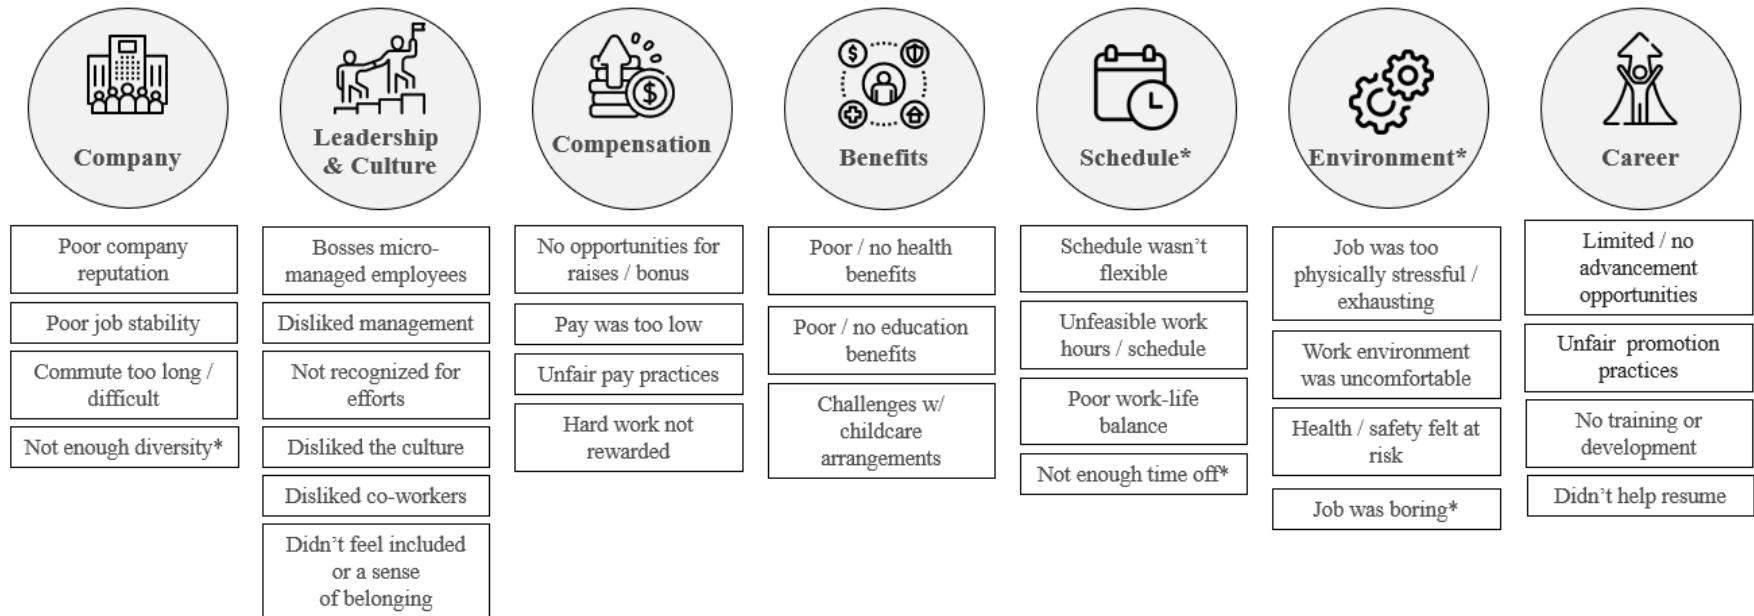 Company
Poor company
reputation
Poor job stability
Commute too long /
difficult
Not enough diversity*
Leadership
& Culture
Bosses micro-
managed employees
Disliked management
Not recognized for
efforts
Disliked the culture
Disliked co-workers
Didn't feel included
or a sense
of belonging
Compensation
No opportunities for
raises / bonus
Pay was too low
Unfair pay practices
Hard work not
rewarded
Benefits
Poor / no health
benefits
Poor / no education
benefits
Challenges w/
childcare
arrangements
Schedule*
Schedule wasn't
flexible
Unfeasible work
hours / schedule
Poor work-life
balance
Not enough time off*
Environment*
Job was too
physically stressful /
exhausting
Work environment
was uncomfortable
Health / safety felt at
risk
Job was boring*
Career
Limited / no
advancement
opportunities
Unfair promotion
practices
No training or
development
Didn't help resume